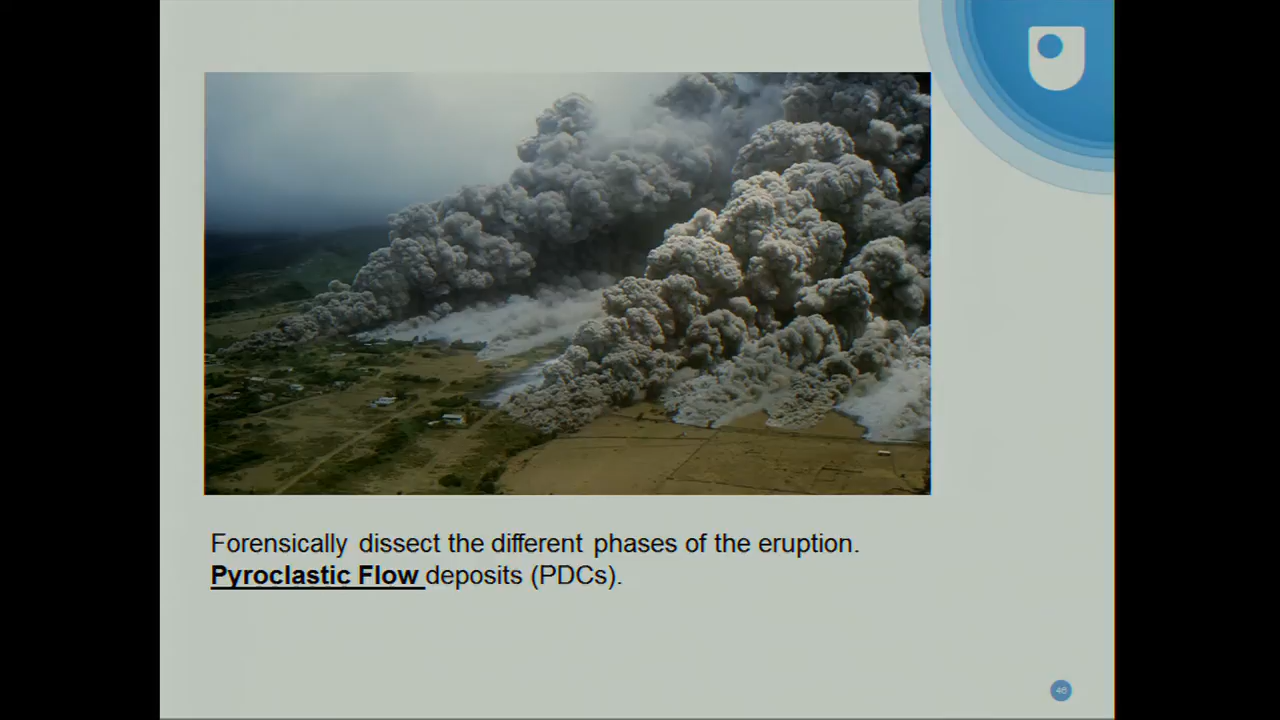 Forensically dissect the different phases of the eruption.
Pyroclastic Flow deposits (PDCs).
46